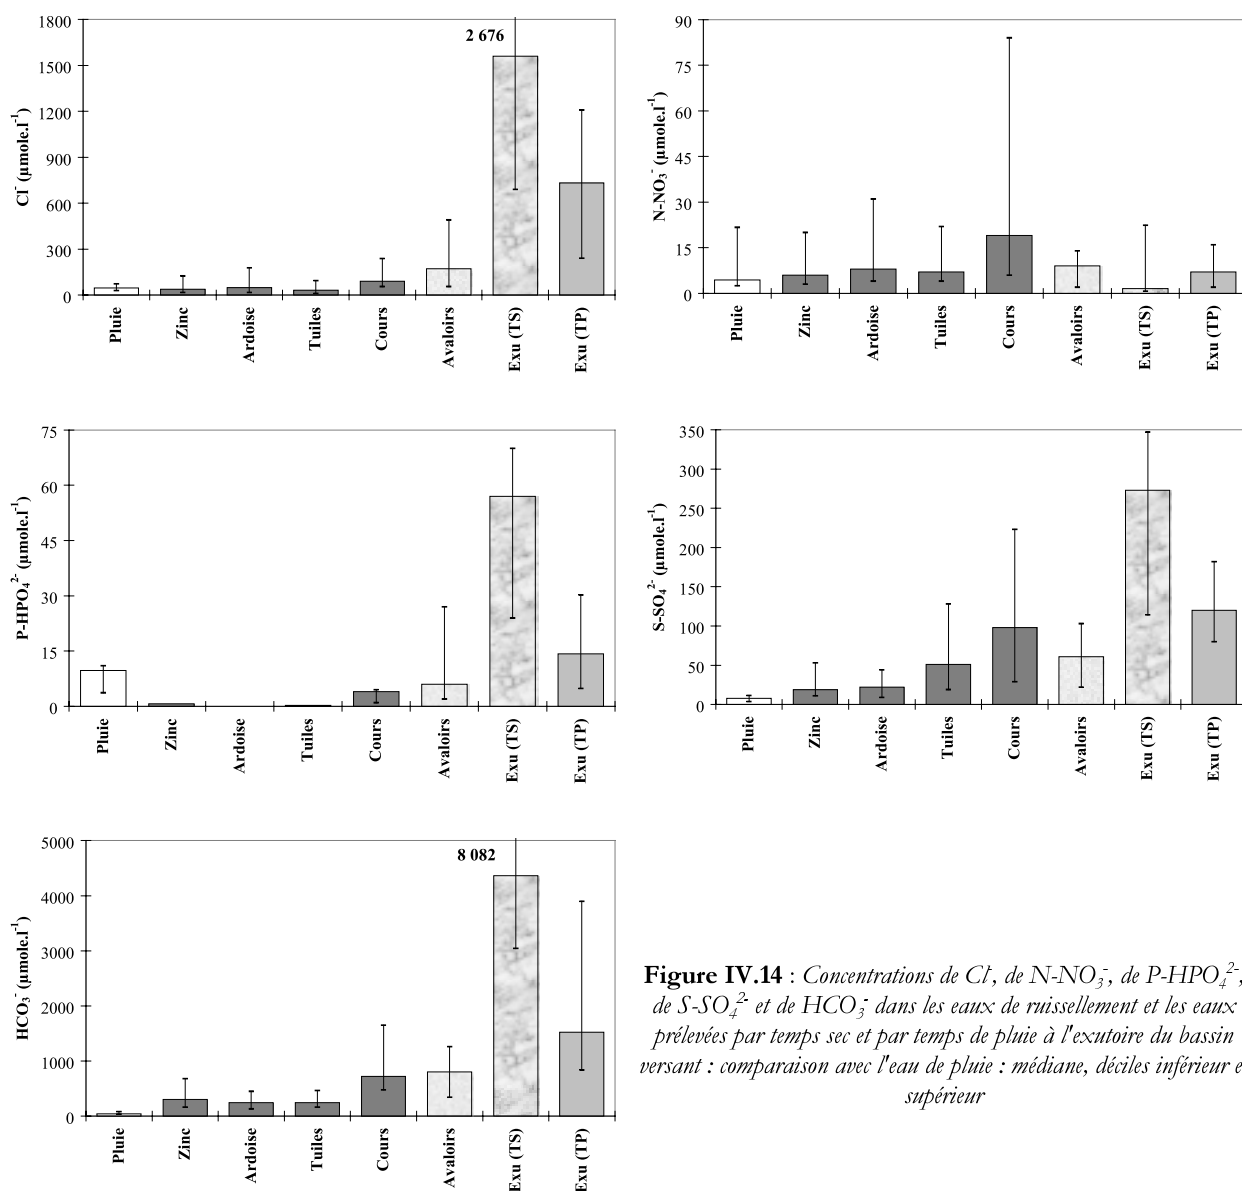 1800
1500
1200
900
600
300
0
Cl⁻ (µmole.l⁻¹)
2 676
Pluie
Zinc
Ardoise
Tuiles
Cours
Avaloirs
Exu (TS)
Exu (TP)
90
75
60
45
30
15
0
N-NO₃⁻ (µmole.l⁻¹)
Pluie
Zinc
Ardoise
Tuiles
Cours
Avaloirs
Exu (TS)
Exu (TP)
75
60
45
30
15
0
P-HPO₄²⁻ (µmole.l⁻¹)
Pluie
Zinc
Ardoise
Tuiles
Cours
Avaloirs
Exu (TS)
Exu (TP)
350
300
250
200
150
100
50
0
S-SO₄²⁻ (µmole.l⁻¹)
Pluie
Zinc
Ardoise
Tuiles
Cours
Avaloirs
Exu (TS)
Exu (TP)
5000
4000
3000
2000
1000
0
HCO₃⁻ (µmole.l⁻¹)
8 082
Pluie
Zinc
Ardoise
Tuiles
Cours
Avaloirs
Exu (TS)
Exu (TP)
Figure IV.14 : Concentrations de Cl⁻, de N-NO₃⁻, de P-HPO₄²⁻,
de S-SO₄²⁻ et de HCO₃⁻ dans les eaux de ruissellement et les eaux
prélevées par temps sec et par temps de pluie à l'exutoire du bassin
versant : comparaison avec l'eau de pluie : médiane, déciles inférieur e
supérieur